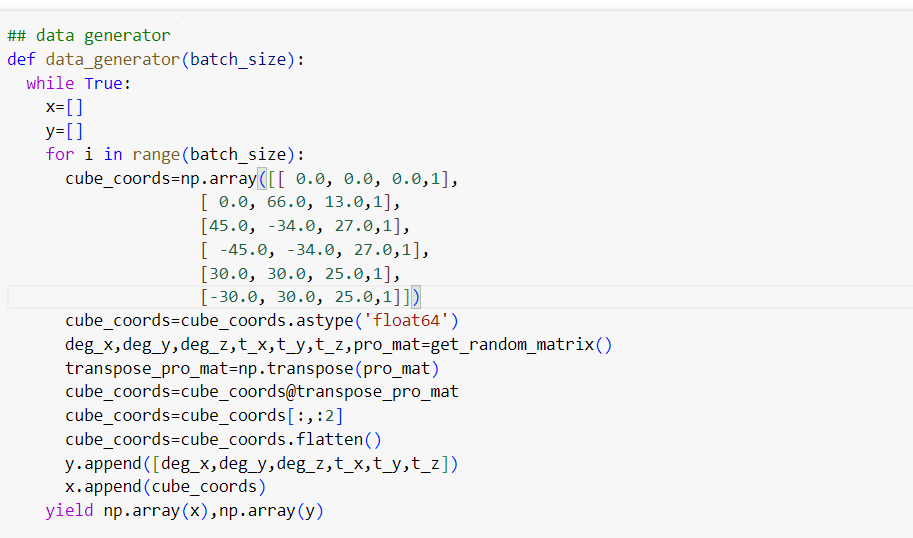 ## data generator
def data_generator(batch_size):
  while True:
    x=[]
    y=[]
    for i in range(batch_size):
      cube_coords=np.array([[ 0.0, 0.0, 0.0,1],
                    [ 0.0, 66.0, 13.0,1],
                    [45.0, -34.0, 27.0,1],
                    [ -45.0, -34.0, 27.0,1],
                    [30.0, 30.0, 25.0,1],
                    [-30.0, 30.0, 25.0,1]])
      cube_coords=cube_coords.astype('float64')
      deg_x,deg_y,deg_z,t_x,t_y,t_z,pro_mat=get_random_matrix()
      transpose_pro_mat=np.transpose(pro_mat)
      cube_coords=cube_coords@transpose_pro_mat
      cube_coords=cube_coords[:,:2]
      cube_coords=cube_coords.flatten()
      y.append([deg_x,deg_y,deg_z,t_x,t_y,t_z])
      x.append(cube_coords)
    yield np.array(x),np.array(y)